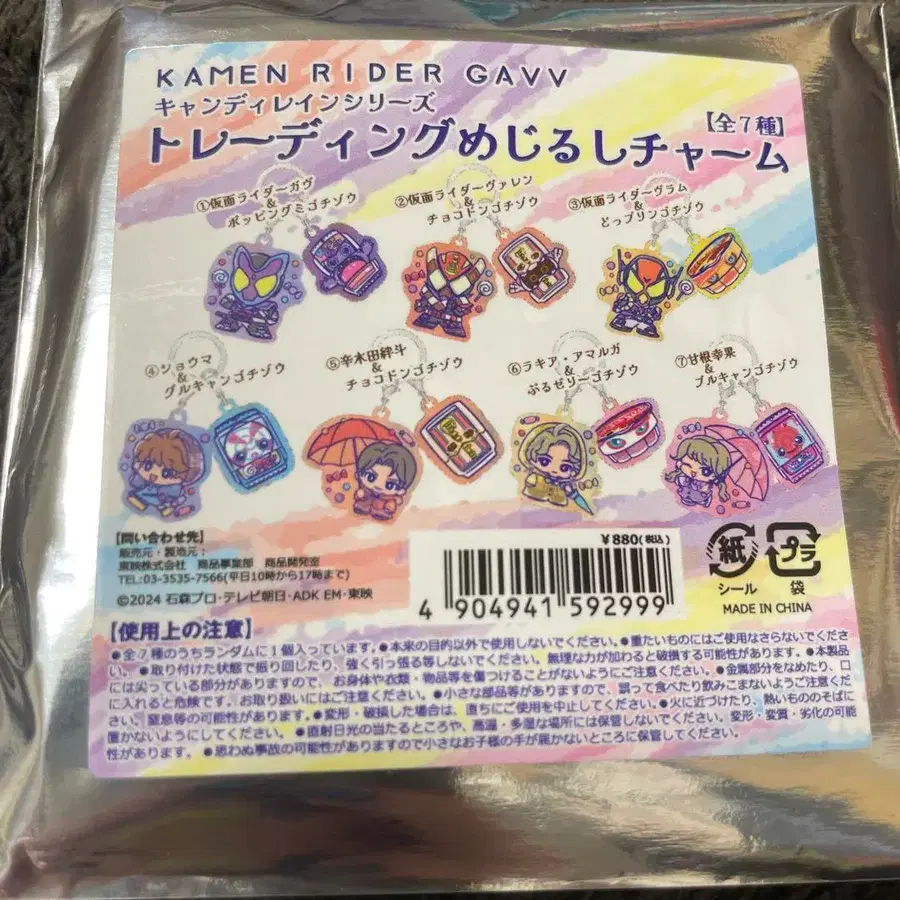 KAMEN RIDER GAVV
キャンディレインシリーズ
トレーディングめじるしチャーム
【全7種】
①仮面ライダーガヴ
&
ポッピングミゴチゾウ
②仮面ライダーヴァレン
&
チョコドンゴチゾウ
③仮面ライダーヴラム
&
どっプリンゴチゾウ
④ショウマ
&
グルキャンゴチゾウ
⑤辛木田絆斗
&
チョコドンゴチゾウ
⑥ラキア・アマルガ
&
ぷるゼリーゴチゾウ
⑦甘根幸果
&
ブルキャンゴチゾウ
【問い合わせ先】
販売元・製造元:
東映株式会社 商品事業部 商品開発室
TEL:03-3535-7566(平日10時から17時まで)
©2024 石森プロ・テレビ朝日・ADK EM・東映
¥880(税込)
4 904941 592999
紙
シール
プラ
袋
MADE IN CHINA
【使用上の注意】
●全7種のうちランダムに1個入っています。●本来の目的以外で使用しないでください。●重たいものにはご使用なさらないでくださ
い。●取り付けた状態で振り回したり、強く引っ張る等しないでください。無理な力が加わると破損する可能性があります。●本製品
には尖っている部分がありますので、お身体や衣類・物品等を傷つけることがないようにご注意ください。●金属部分をなめたり、口
に入れると危険です。お取り扱いにはご注意ください。●小さな部品等がありますので、誤って食べたり飲みこまないようご注意くだ
さい。窒息等の可能性があります。●変形・破損した場合は、直ちにご使用を中止してください。●火に近づけたり、熱いもののそばに
置かないようにしてください。●直射日光の当たるところや、高温・多湿な場所には保管しないでください。変形・変質・劣化の可能
性があります。●思わぬ事故の可能性がありますので小さなお子様の手が届かないところに保管してください。